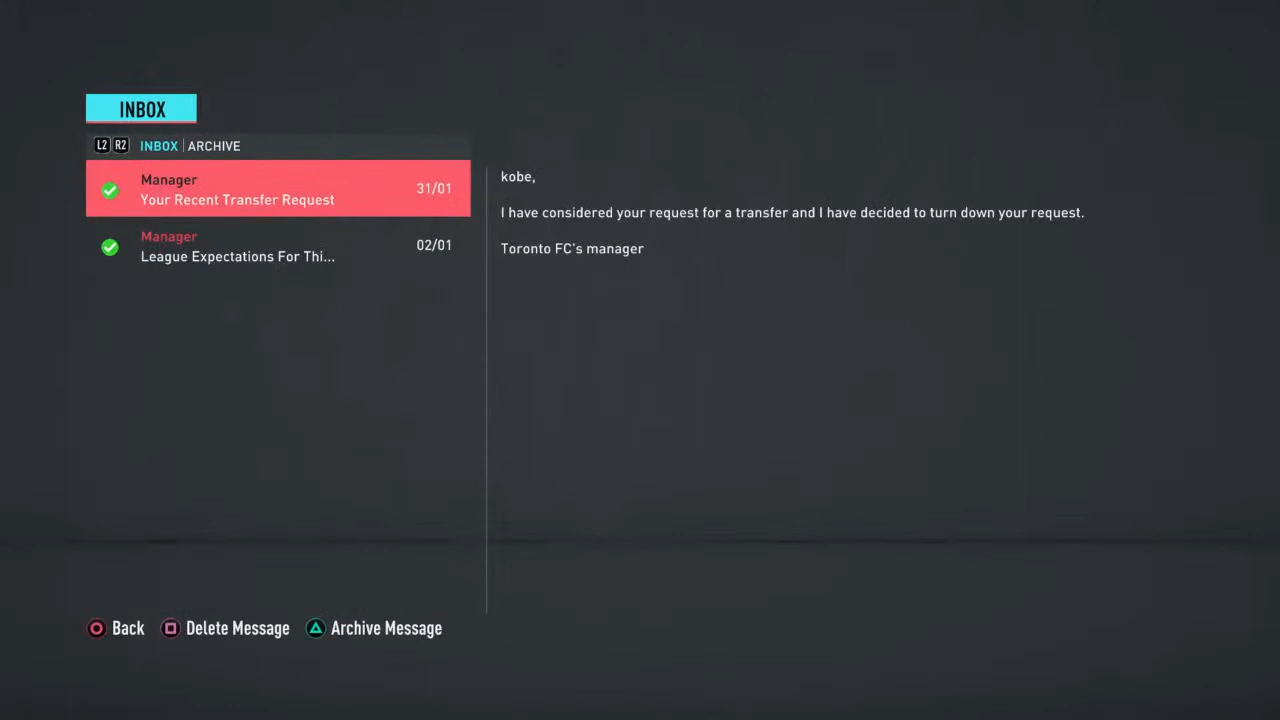 INBOX
L2 R2 INBOX | ARCHIVE
Manager
Your Recent Transfer Request
31/01
Manager
League Expectations For Thi...
02/01
kobe,
I have considered your request for a transfer and I have decided to turn down your request.
Toronto FC's manager
Back Delete Message Archive Message